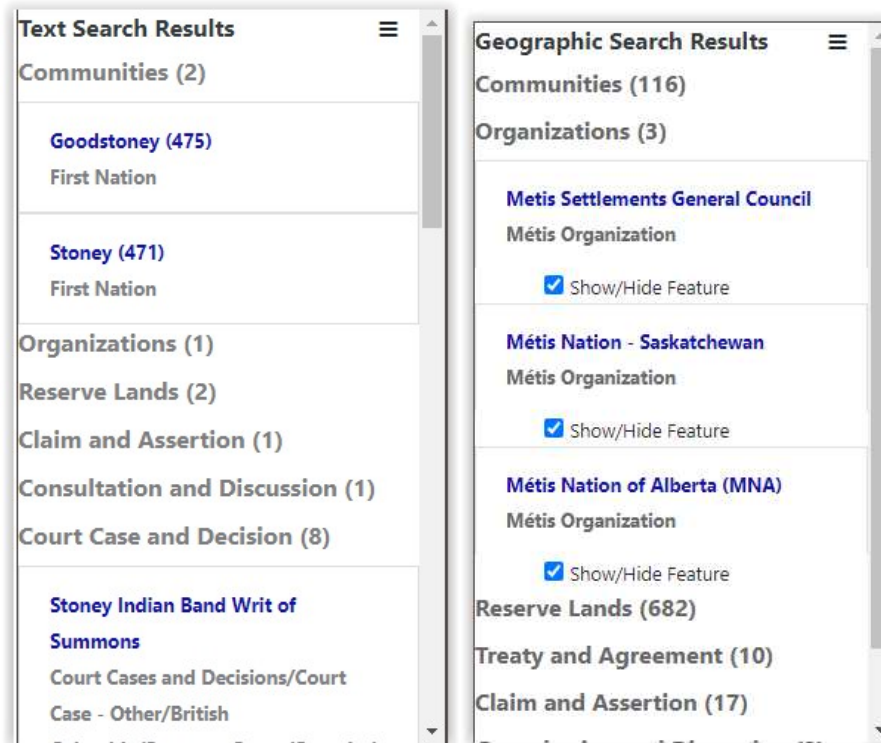 Text Search Results
Communities (2)
Goodstoney (475)
First Nation
Stoney (471)
First Nation
Organizations (1)
Reserve Lands (2)
Claim and Assertion (1)
Consultation and Discussion (1)
Court Case and Decision (8)
Stoney Indian Band Writ of
Summons
Court Cases and Decisions/Court
Case - Other/British
Geographic Search Results
Communities (116)
Organizations (3)
Metis Settlements General Council
Métis Organization
Show/Hide Feature
Métis Nation - Saskatchewan
Métis Organization
Show/Hide Feature
Métis Nation of Alberta (MNA)
Métis Organization
Show/Hide Feature
Reserve Lands (682)
Treaty and Agreement (10)
Claim and Assertion (17)